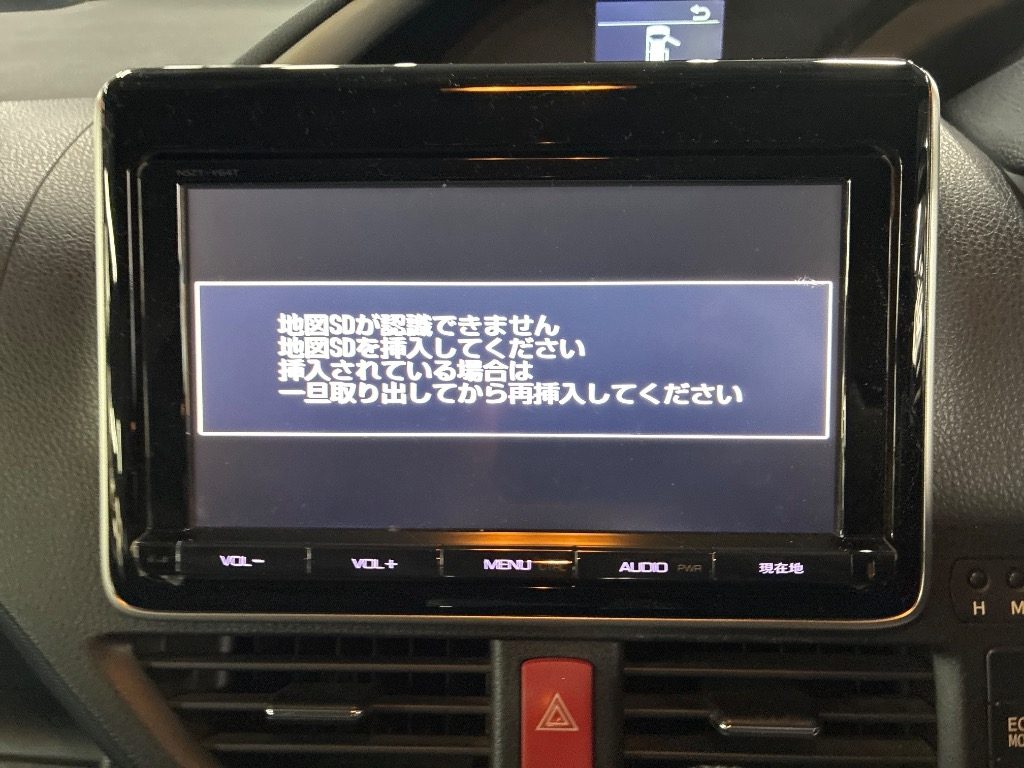 NSZT-Y64T
地図SDが認識できません
地図SDを挿入してください
挿入されている場合は
一旦取り出してから再挿入してください
VOL− VOL+ MENU AUDIO PWR 現在地
H M